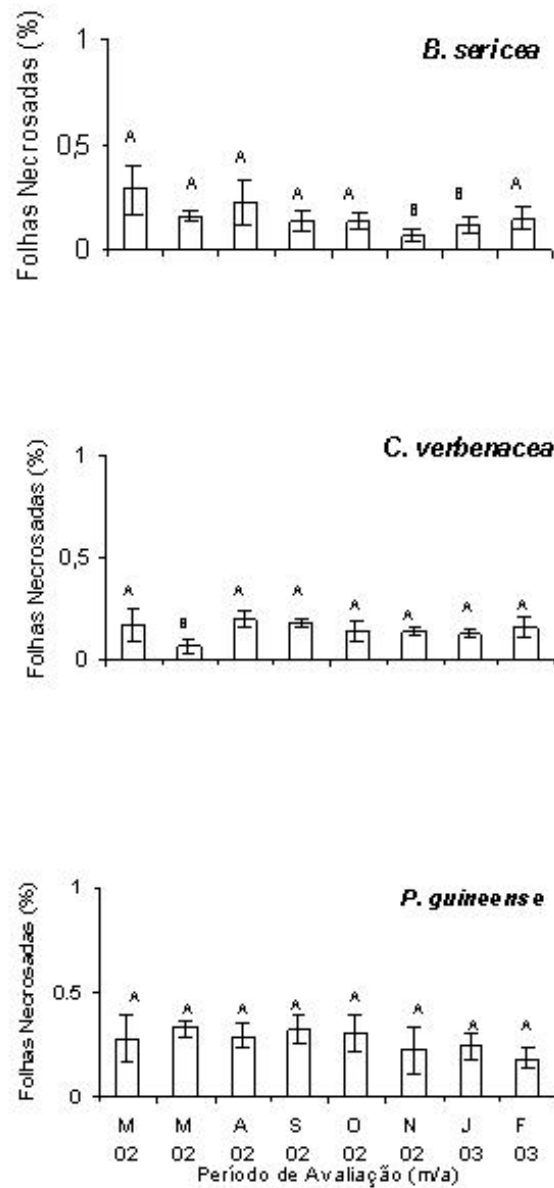 B. sericea
Folhas Necrosadas (%)
1
0,5
0
A A A A A B B A
C. verbenacea
Folhas Necrosadas (%)
1
0,5
0
A B A A A A A A
P. guineense
Folhas Necrosadas (%)
1
0.5
0
A A A A A A A A
M M A S O N J F
02 02 02 02 02 02 03 03
Período de Avaliação (m/a)